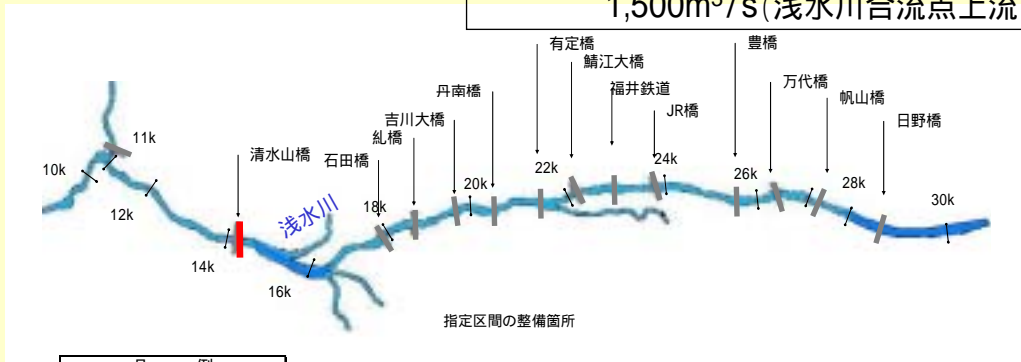 1,500m³/s(浅水川合流点上流
有定橋
豊橋
鯖江大橋
万代橋
丹南橋
福井鉄道
帆山橋
JR橋
吉川大橋
日野橋
糺橋
11k
清水山橋
石田橋
22k
24k
10k
20k
26k
28k
浅水川
18k
30k
12k
14k
16k
指定区間の整備箇所
凡 例